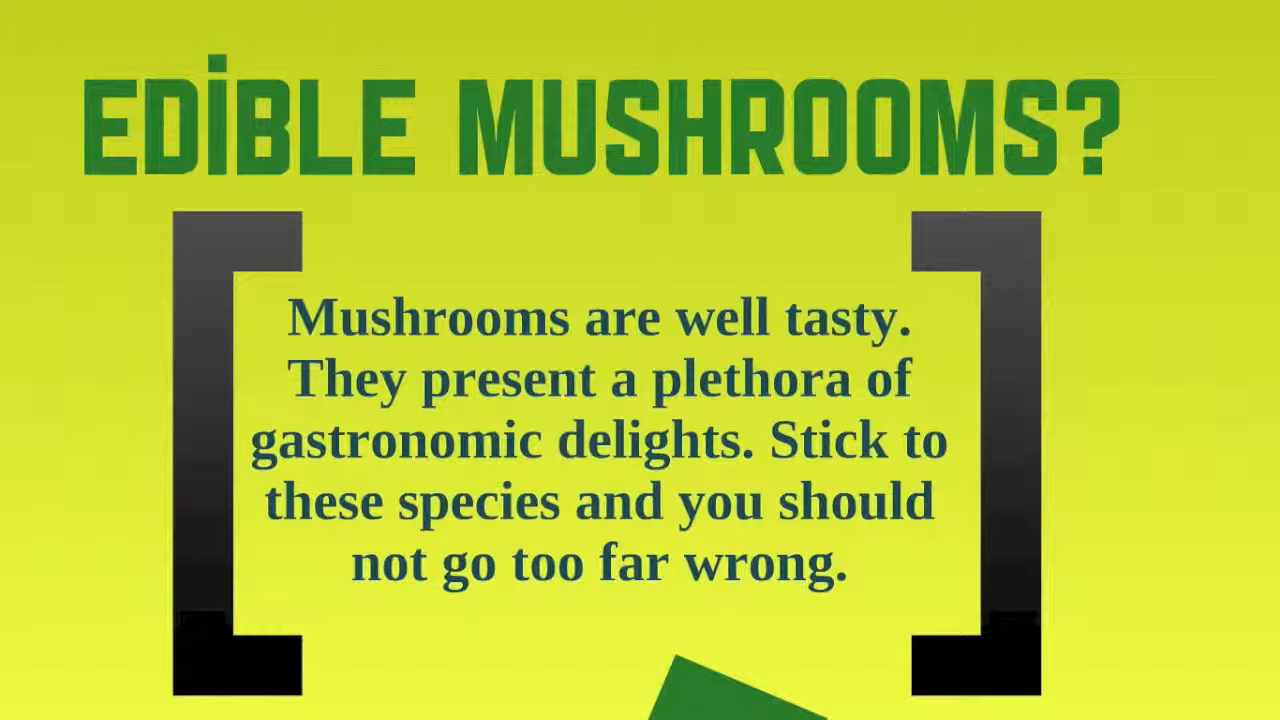 EDİBLE MUSHROOMS?
Mushrooms are well tasty.
They present a plethora of
gastronomic delights. Stick to
these species and you should
not go too far wrong.